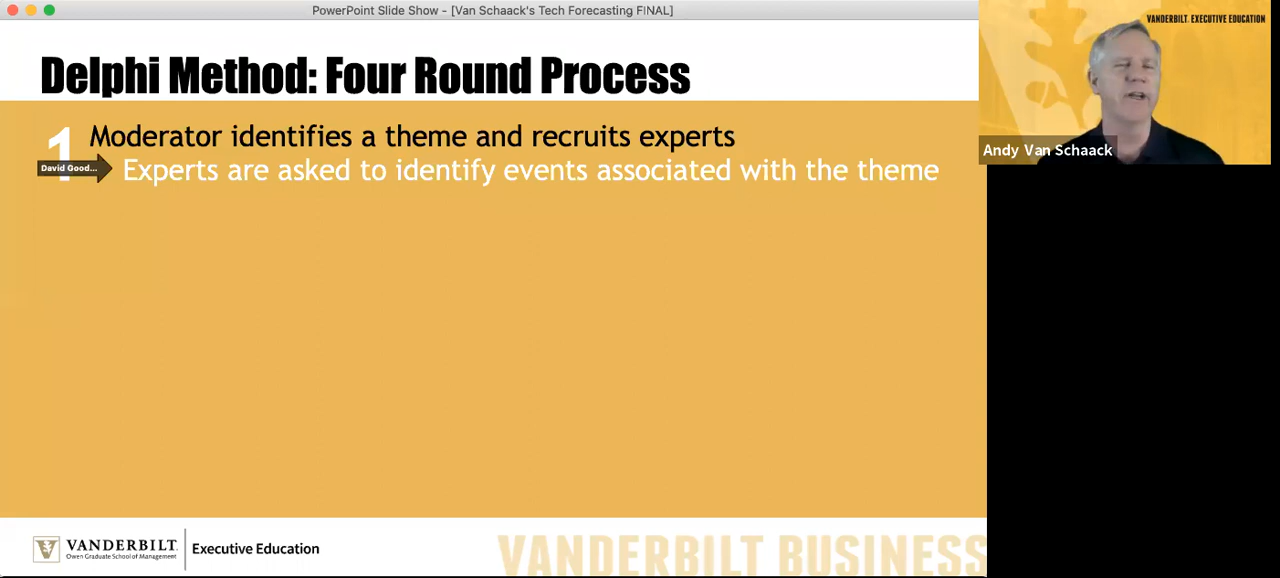 PowerPoint Slide Show - [Van Schaack's Tech Forecasting FINAL]
VANDERBILT. EXECUTIVE EDUCATION
Delphi Method: Four Round Process
1 Moderator identifies a theme and recruits experts
Andy Van Schaack
David Good...
Experts are asked to identify events associated with the theme
VANDERBILT
Owen Graduate School of Management
Executive Education
VANDERBILT BUSINESS